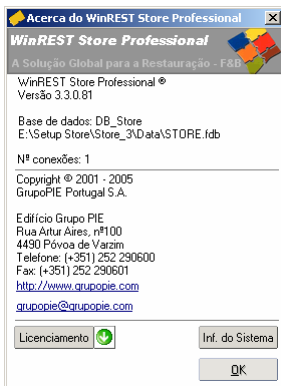 Acerca do WinREST Store Professional
WinREST Store Professional
A Solução Global para a Restauração - F&B
WinREST Store Professional ®
Versão 3.3.0.81
Base de dados: DB_Store
E:\Setup Store\Store_3\Data\STORE.fdb
Nº conexões: 1
Copyright © 2001 - 2005
GrupoPIE Portugal S.A.
Edifício Grupo PIE
Rua Artur Aires, nº100
4490 Póvoa de Varzim
Telefone: (+351) 252 290600
Fax: (+351) 252 290601
http://www.grupopie.com
grupopie@grupopie.com
Licenciamento
Inf. do Sistema
OK